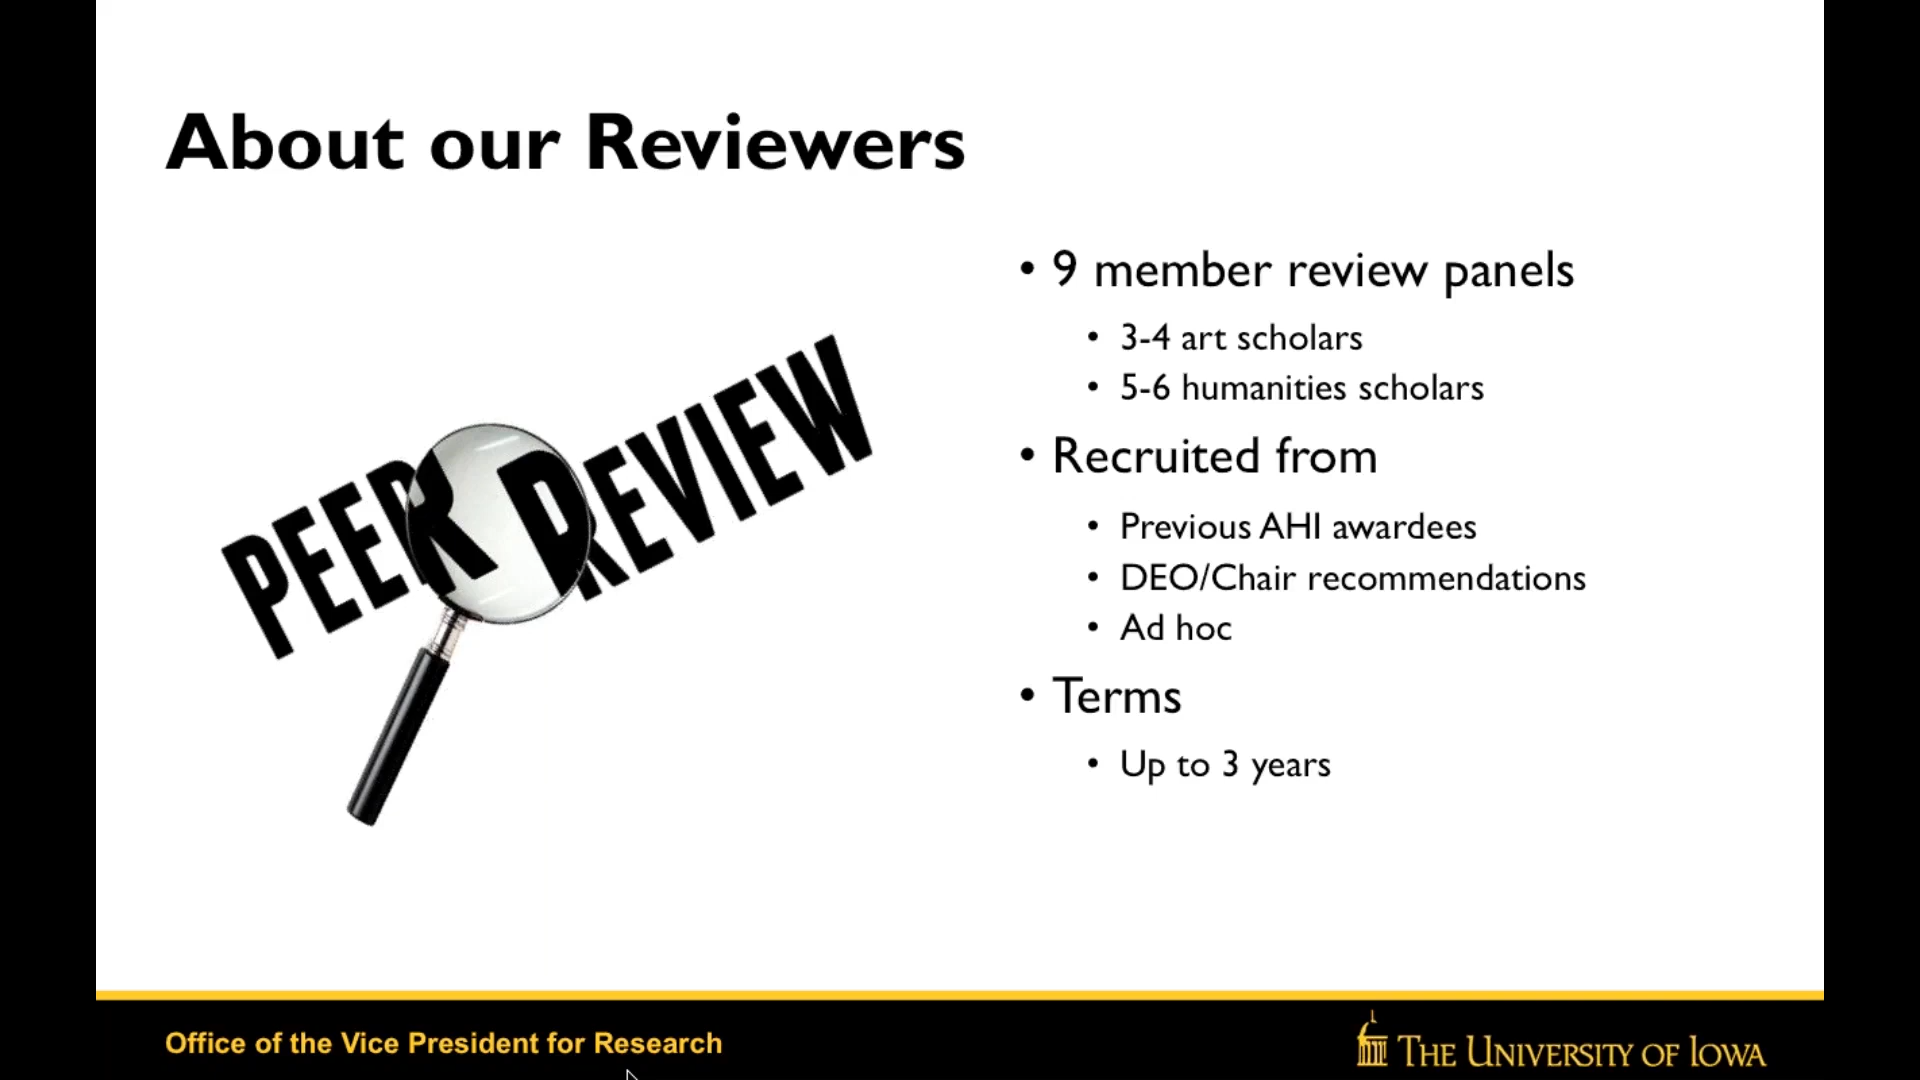 About our Reviewers
PEER REVIEW
• 9 member review panels
• 3-4 art scholars
• 5-6 humanities scholars
• Recruited from
• Previous AHI awardees
• DEO/Chair recommendations
• Ad hoc
• Terms
• Up to 3 years
Office of the Vice President for Research
THE UNIVERSITY OF IOWA